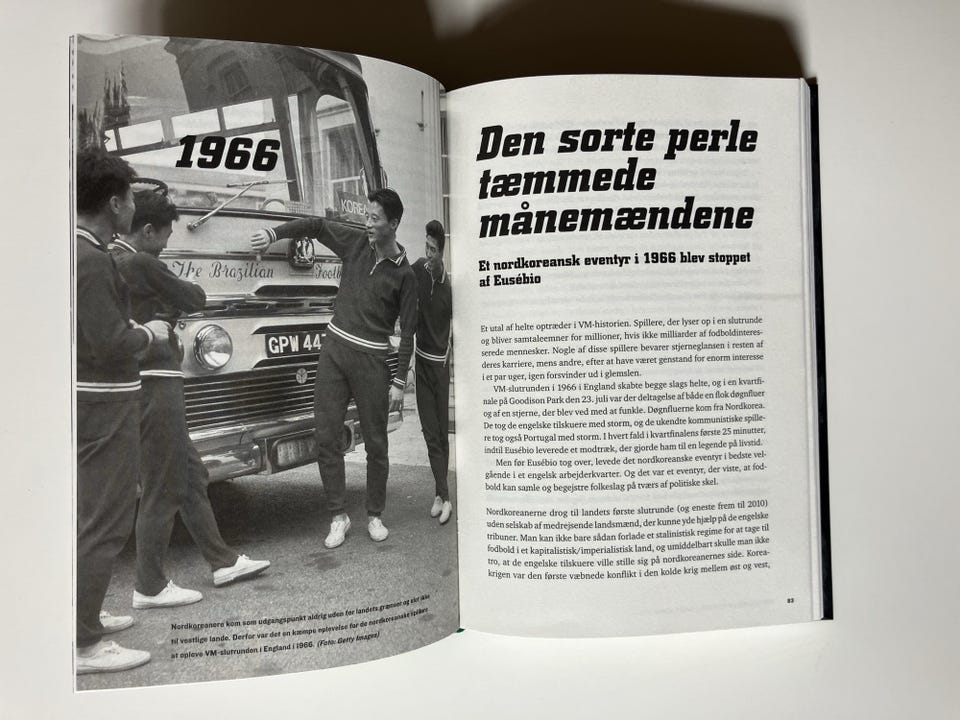 1966
KOREA
The Brazilian Footb
GPW 447
Nordkoreanere kom som udgangspunkt aldrig uden for landets grænser og slet ikke
til vestlige lande. Derfor var det en kæmpe oplevelse for de nordkoreanske spillere
at opleve VM-slutrunden i England i 1966. (Foto: Getty Images)
Den sorte perle
tæmmede
månemændene
Et nordkoreansk eventyr i 1966 blev stoppet
af Eusébio
Et utal af helte optræder i VM-historien. Spillere, der lyser op i en slutrunde
og bliver samtaleemner for millioner, hvis ikke milliarder af fodboldinteres-
serede mennesker. Nogle af disse spillere bevarer stjerneglansen i resten af
deres karriere, mens andre, efter at have været genstand for enorm interesse
i et par uger, igen forsvinder ud i glemslen.
VM-slutrunden i 1966 i England skabte begge slags helte, og i en kvartfi-
nale på Goodison Park den 23. juli var der deltagelse af både en flok døgnfluer
og af en stjerne, der blev ved med at funkle. Døgnfluerne kom fra Nordkorea.
De tog de engelske tilskuere med storm, og de ukendte kommunistiske spille-
re tog også Portugal med storm. I hvert fald i kvartfinalens første 25 minutter,
indtil Eusébio leverede et modtræk, der gjorde ham til en legende på livstid.
Men før Eusébio tog over, levede det nordkoreanske eventyr i bedste vel-
gående i et engelsk arbejderkvarter. Og det var et eventyr, der viste, at fod-
bold kan samle og begejstre folkeslag på tværs af politiske skel.
Nordkoreanerne drog til landets første slutrunde (og eneste frem til 2010)
uden selskab af medrejsende landsmænd, der kunne yde hjælp på de engelske
tribuner. Man kan ikke bare sådan forlade et stalinistisk regime for at tage til
fodbold i et kapitalistisk/imperialistisk land, og umiddelbart skulle man ikke
tro, at de engelske tilskuere ville stille sig på nordkoreanernes side. Korea-
krigen var den første væbnede konflikt i den kolde krig mellem øst og vest,
83